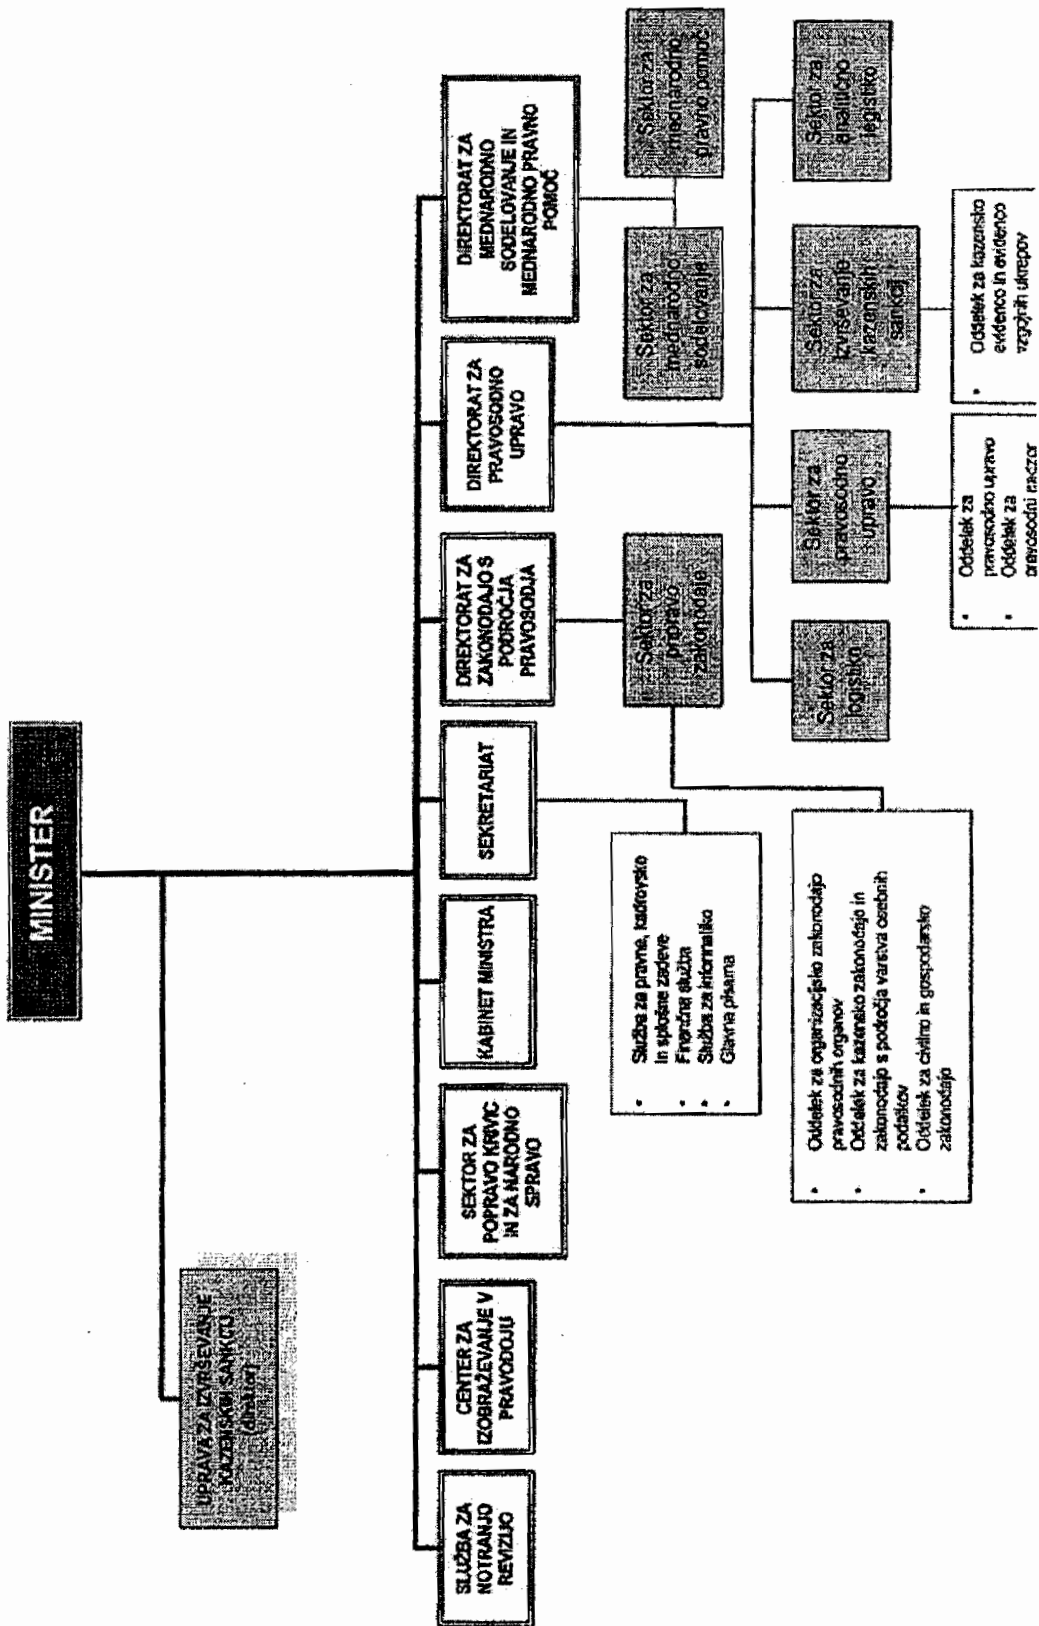 MINISTER
UPRAVA ZA IZVRŠEVANJE
KAZENSKIH SANKCIJ
(direktor)
SLUŽBA ZA
NOTRANJO
REVIZIJO
CENTER ZA
IZOBRAŽEVANJE V
PRAVODOJU
SEKTOR ZA
POPRAVO KRIVIC
IN ZA NARODNO
SPRAVO
KABINET MINISTRA
SEKRETARIAT
DIREKTORAT ZA
ZAKONODAJO S
PODROČJA
PRAVOSODJA
DIREKTORAT ZA
PRAVOSODNO
UPRAVO
DIREKTORAT ZA
MEDNARODNO
SODELOVANJE IN
MEDNARODNO PRAVNO
POMOČ
• Služba za pravne, kadrovsko
in splošne zadeve
• Finančna služba
• Služba za informatiko
• Glavna pisarna
Sektor za
pripravo
zakonodaje
Sektor za
mednarodno
sodelovanje
Sektor za
mednarodno
pravno pomoč
• Oddelek za organizacijsko zakonodajo
pravosodnih organov
• Oddelek za kazensko zakonodajo in
zakonodajo s področja varstva osebnih
podatkov
• Oddelek za civilno in gospodarsko
zakonodajo
Sektor za
logistiko
Sektor za
pravosodno
upravo
Sektor za
izvrševanje
kazenskih
sankcij
Sektor za
analitično
logistiko
• Oddelek za
pravosodno upravo
• Oddelek za
pravosodni nadzor
• Oddelek za kazensko
evidenco in evidenco
vzgojnih ukrepov